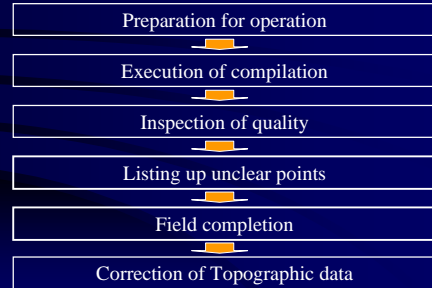 Preparation for operation
Execution of compilation
Inspection of quality
Listing up unclear points
Field completion
Correction of Topographic data